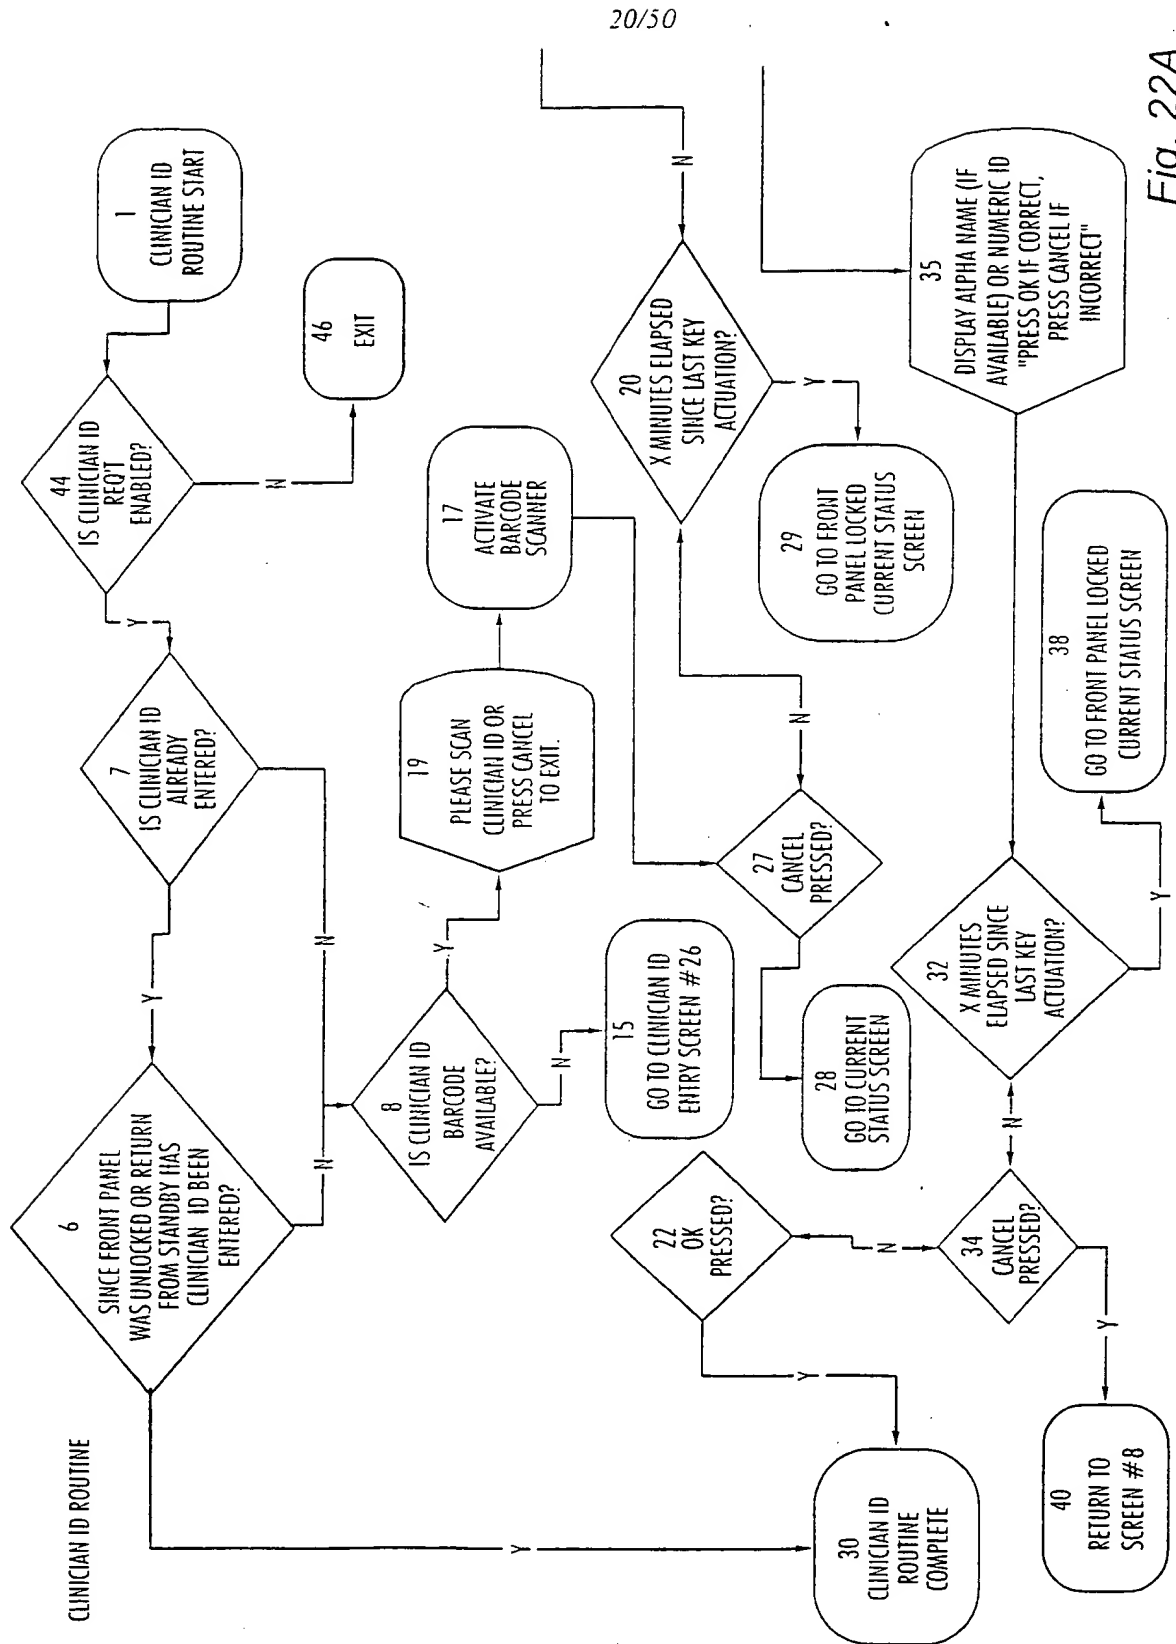 20/50
CLINICIAN ID ROUTINE
1
CLINICIAN ID
ROUTINE START
44
IS CLINICIAN ID
REQ'T
ENABLED?
N
46
EXIT
Y
7
IS CLINICIAN ID
ALREADY
ENTERED?
Y
N
6
SINCE FRONT PANEL
WAS UNLOCKED OR RETURN
FROM STANDBY HAS
CLINICIAN ID BEEN
ENTERED?
N
Y
8
IS CLINICIAN ID
BARCODE
AVAILABLE?
Y
N
19
PLEASE SCAN
CLINICIAN ID OR
PRESS CANCEL
TO EXIT.
17
ACTIVATE
BARCODE
SCANNER
15
GO TO CLINICIAN ID
ENTRY SCREEN #26
27
CANCEL
PRESSED?
N
28
GO TO CURRENT
STATUS SCREEN
20
X MINUTES ELAPSED
SINCE LAST KEY
ACTUATION?
N
Y
29
GO TO FRONT
PANEL LOCKED
CURRENT STATUS
SCREEN
35
DISPLAY ALPHA NAME (IF
AVAILABLE) OR NUMERIC ID
"PRESS OK IF CORRECT,
PRESS CANCEL IF
INCORRECT"
32
X MINUTES
ELAPSED SINCE
LAST KEY
ACTUATION?
Y
38
GO TO FRONT PANEL LOCKED
CURRENT STATUS SCREEN
N
34
CANCEL
PRESSED?
Y
40
RETURN TO
SCREEN #8
N
22
OK
PRESSED?
Y
30
CLINICIAN ID
ROUTINE
COMPLETE
Fig. 22A